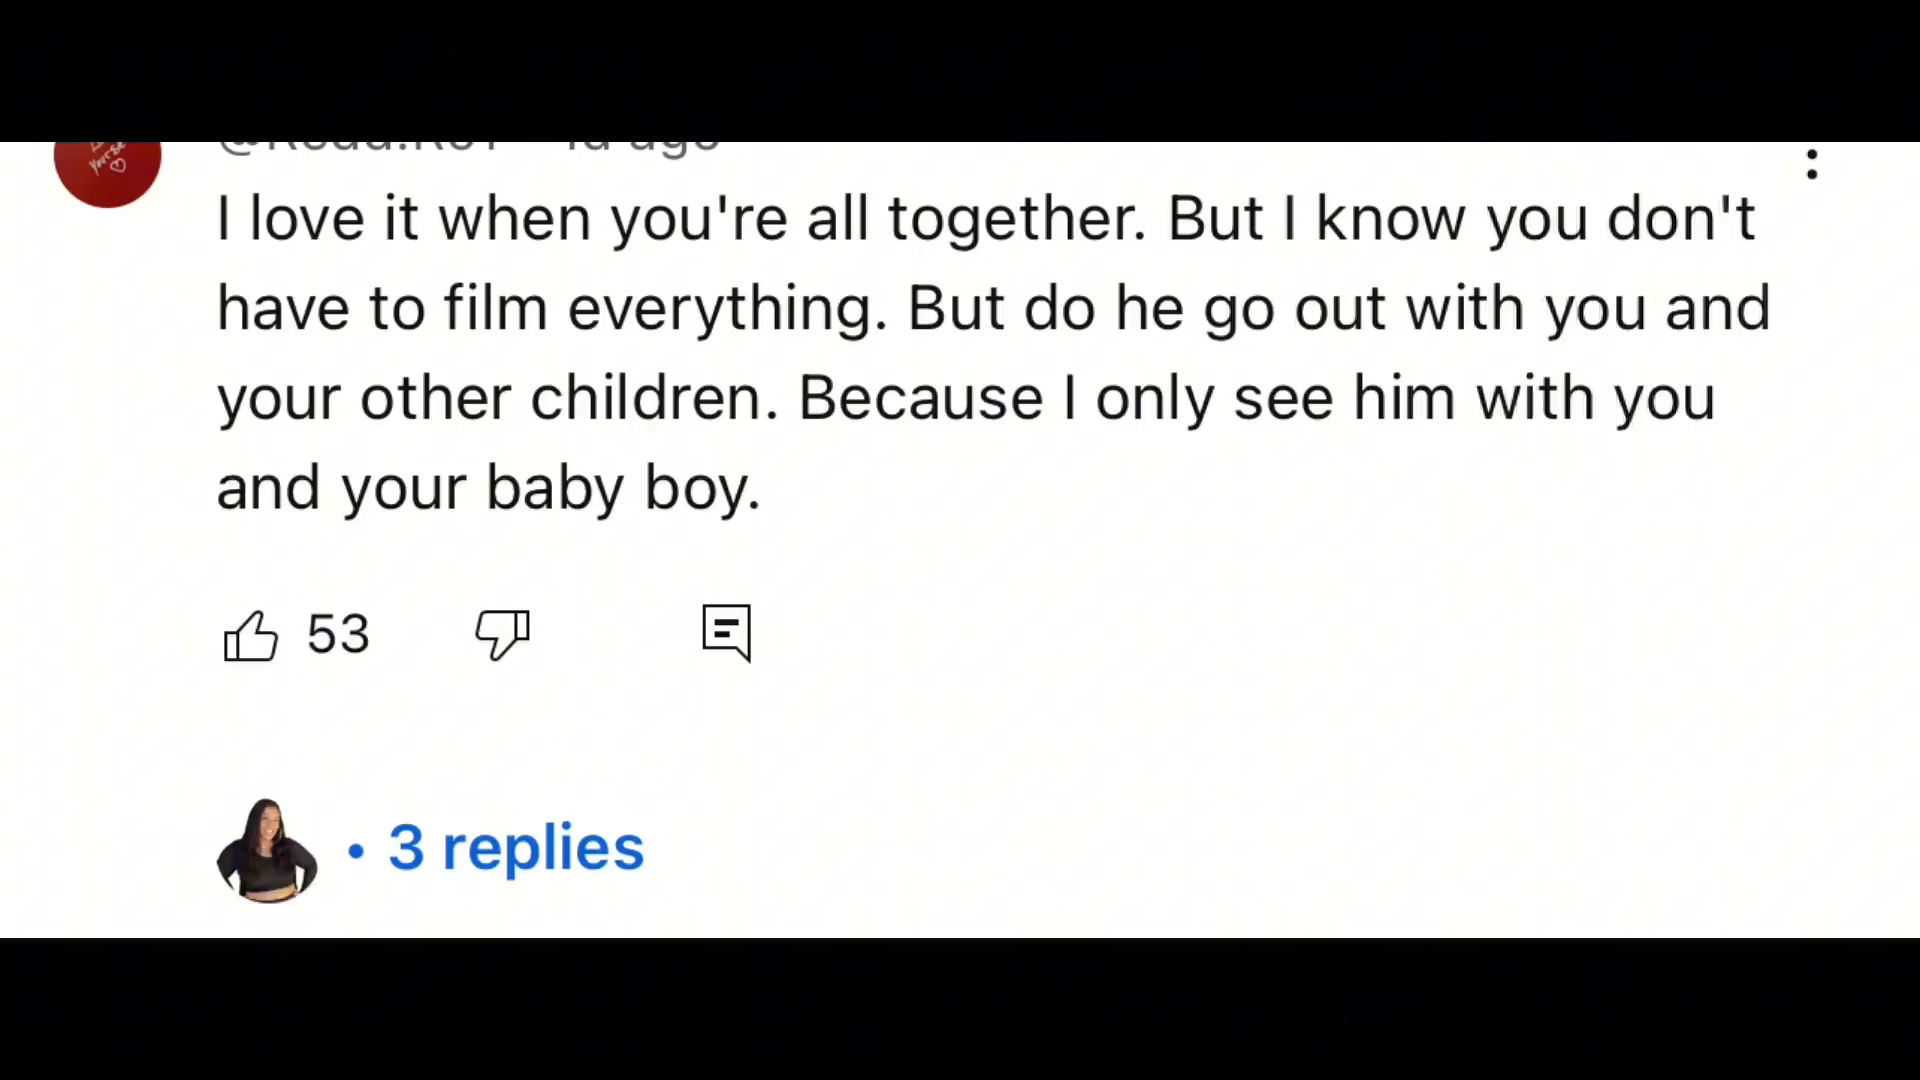 I love it when you're all together. But I know you don't
have to film everything. But do he go out with you and
your other children. Because I only see him with you
and your baby boy.
53
• 3 replies